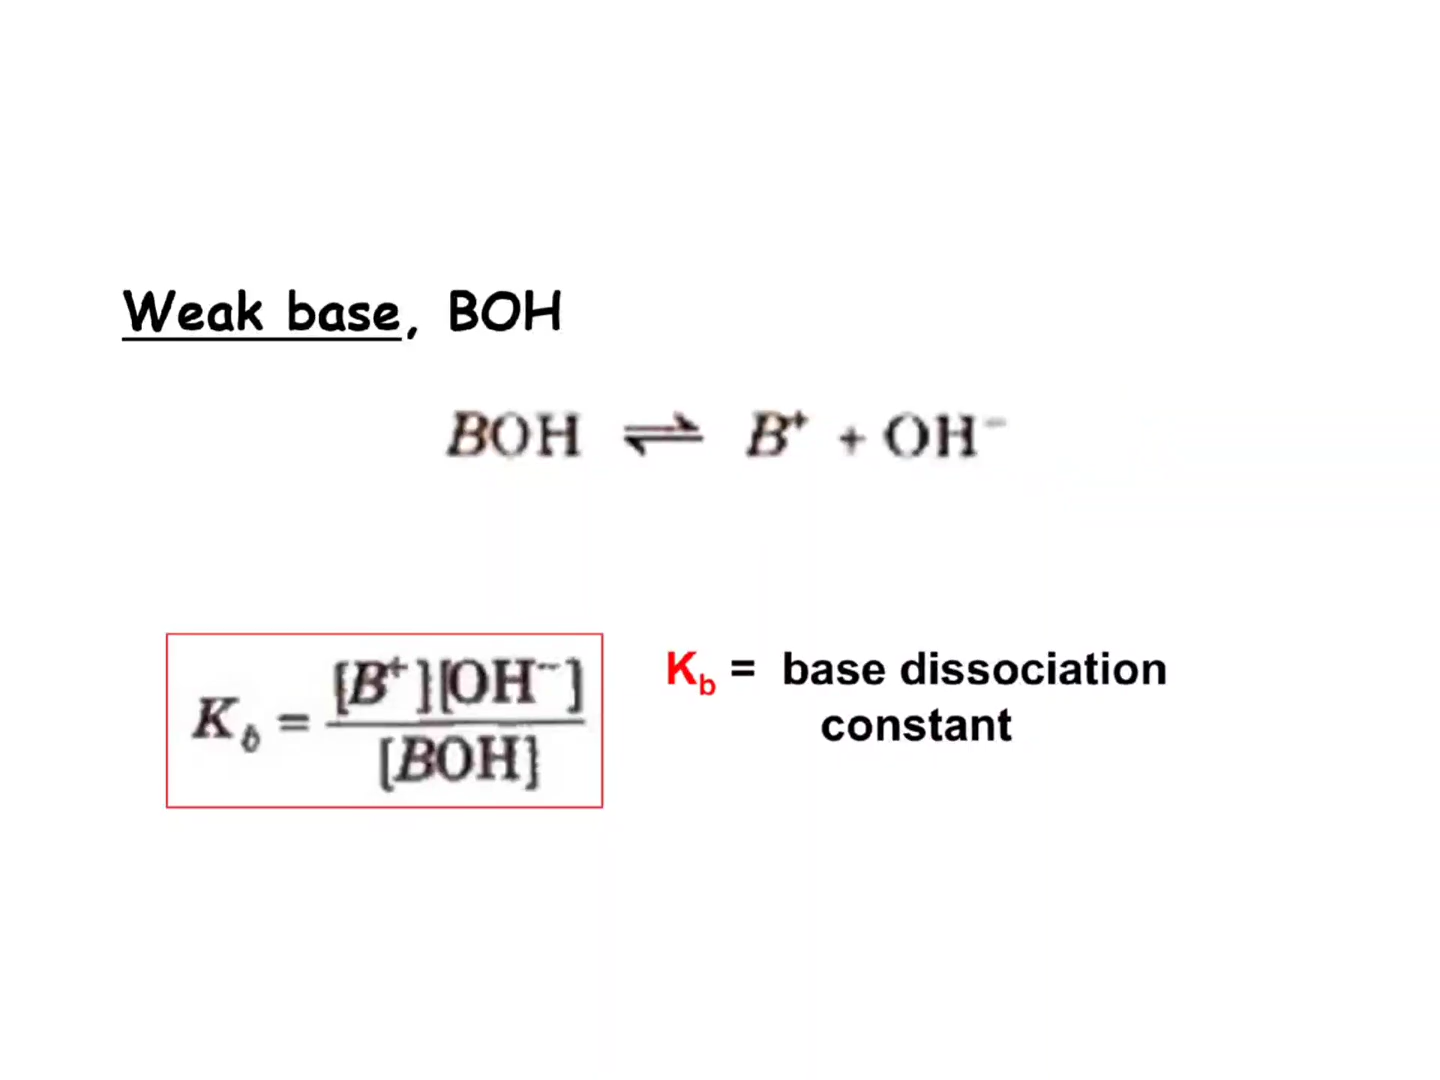 Weak base, BOH
BOH ⇌ B⁺ + OH⁻
K_b = [B⁺][OH⁻] / [BOH]
K_b = base dissociation
constant